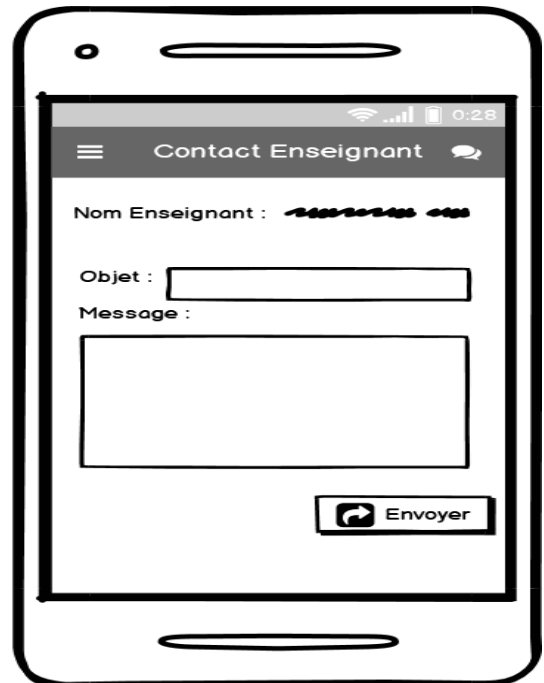 0:28
Contact Enseignant
Nom Enseignant :
Objet :
Message :
Envoyer